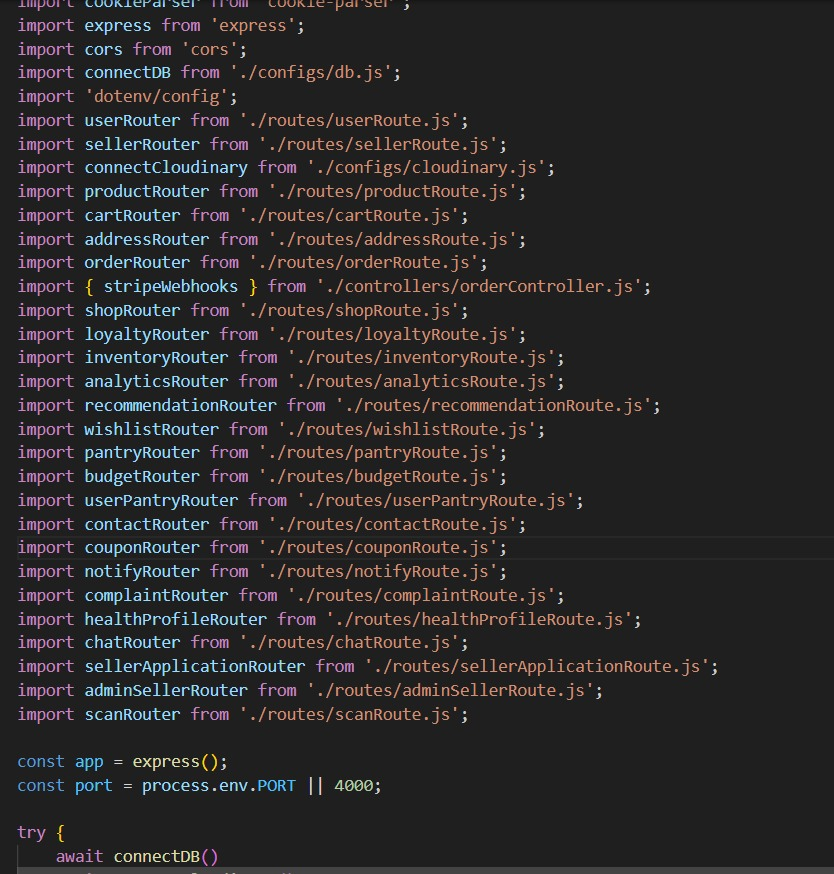 import cookieParser from 'cookie-parser';
import express from 'express';
import cors from 'cors';
import connectDB from './configs/db.js';
import 'dotenv/config';
import userRouter from './routes/userRoute.js';
import sellerRouter from './routes/sellerRoute.js';
import connectCloudinary from './configs/cloudinary.js';
import productRouter from './routes/productRoute.js';
import cartRouter from './routes/cartRoute.js';
import addressRouter from './routes/addressRoute.js';
import orderRouter from './routes/orderRoute.js';
import { stripeWebhooks } from './controllers/orderController.js';
import shopRouter from './routes/shopRoute.js';
import loyaltyRouter from './routes/loyaltyRoute.js';
import inventoryRouter from './routes/inventoryRoute.js';
import analyticsRouter from './routes/analyticsRoute.js';
import recommendationRouter from './routes/recommendationRoute.js';
import wishlistRouter from './routes/wishlistRoute.js';
import pantryRouter from './routes/pantryRoute.js';
import budgetRouter from './routes/budgetRoute.js';
import userPantryRouter from './routes/userPantryRoute.js';
import contactRouter from './routes/contactRoute.js';
import couponRouter from './routes/couponRoute.js';
import notifyRouter from './routes/notifyRoute.js';
import complaintRouter from './routes/complaintRoute.js';
import healthProfileRouter from './routes/healthProfileRoute.js';
import chatRouter from './routes/chatRoute.js';
import sellerApplicationRouter from './routes/sellerApplicationRoute.js';
import adminSellerRouter from './routes/adminSellerRoute.js';
import scanRouter from './routes/scanRoute.js';

const app = express();
const port = process.env.PORT || 4000;

try {
    await connectDB()